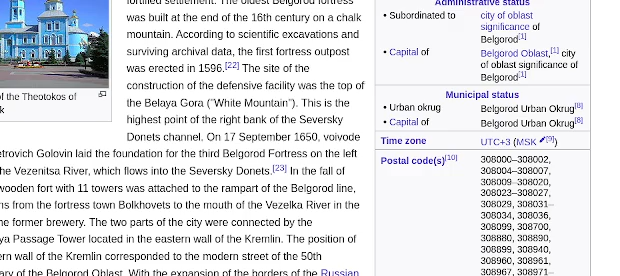 fortified settlement. The oldest Belgorod fortress
was built at the end of the 16th century on a chalk
mountain. According to scientific excavations and
surviving archival data, the first fortress outpost
was erected in 1596.[22] The site of the
construction of the defensive facility was the top of
the Belaya Gora ("White Mountain"). This is the
highest point of the right bank of the Seversky
Donets channel. On 17 September 1650, voivode
etrovich Golovin laid the foundation for the third Belgorod Fortress on the left
he Vezenitsa River, which flows into the Seversky Donets.[23] In the fall of
wooden fort with 11 towers was attached to the rampart of the Belgorod line,
ns from the fortress town Bolkhovets to the mouth of the Vezelka River in the
he former brewery. The two parts of the city were connected by the
ya Passage Tower located in the eastern wall of the Kremlin. The position of
ern wall of the Kremlin corresponded to the modern street of the 50th
ary of the Belgorod Oblast. With the expansion of the borders of the Russian
of the Theotokos of
k
Administrative status
• Subordinated to
city of oblast
significance of
Belgorod[1]
• Capital of
Belgorod Oblast,[1] city
of oblast significance of
Belgorod[1]
Municipal status
• Urban okrug
Belgorod Urban Okrug[8]
• Capital of
Belgorod Urban Okrug[8]
Time zone
UTC+3 (MSK [9])
Postal code(s)[10]
308000–308002,
308004–308007,
308009–308020,
308023–308027,
308029, 308031–
308034, 308036,
308099, 308700,
308880, 308890,
308899, 308940,
308960, 308961,
308967, 308971–